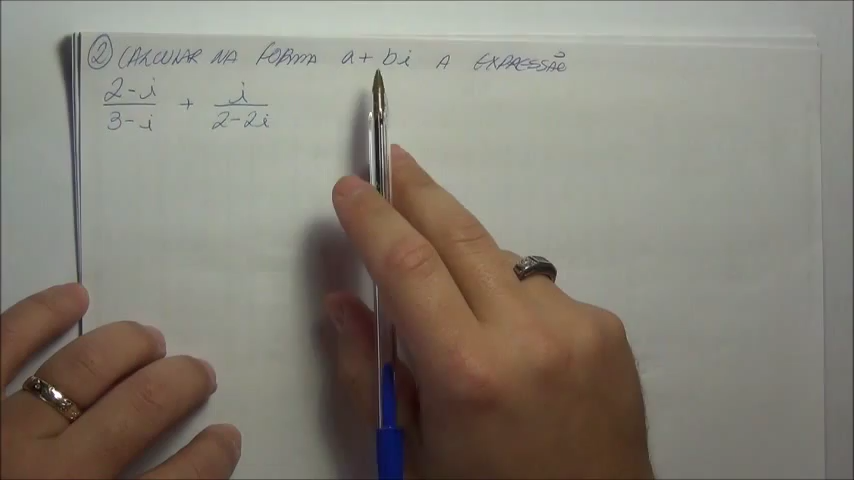 ② CALCULAR NA FORMA a + bi A EXPRESSÃO
2-i / 3-i + i / 2-2i